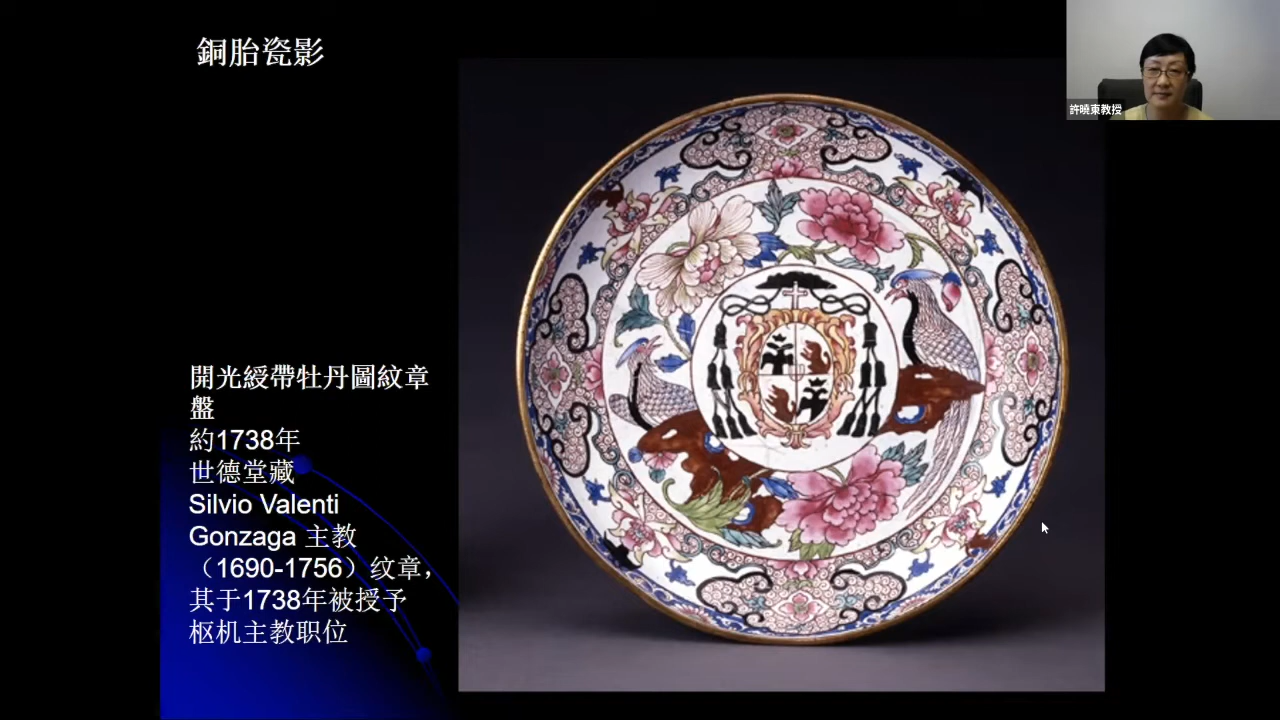 銅胎瓷影
許曉東教授
開光綬帶牡丹圖紋章
盤
約1738年
世德堂藏
Silvio Valenti
Gonzaga 主教
（1690-1756）纹章，
其于1738年被授予
枢机主教职位